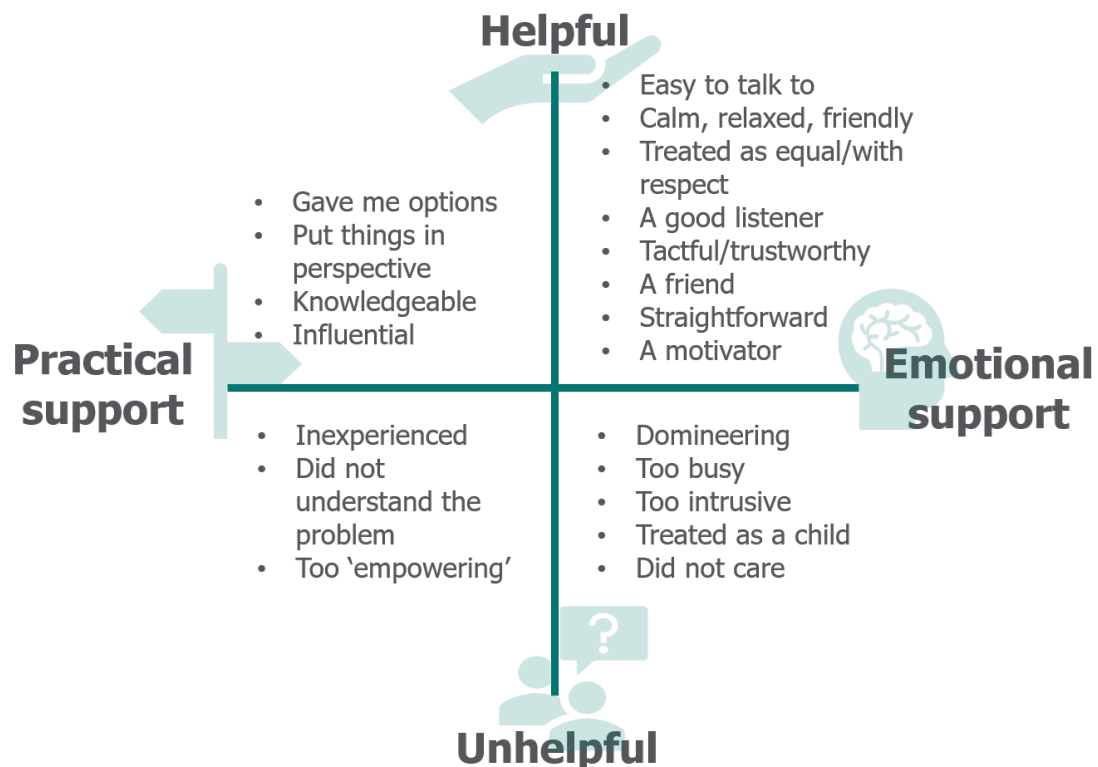 Helpful
• Easy to talk to
• Calm, relaxed, friendly
• Treated as equal/with
respect
• A good listener
• Tactful/trustworthy
• A friend
• Straightforward
• A motivator
• Gave me options
• Put things in
perspective
• Knowledgeable
• Influential
Practical
support
Emotional
support
• Inexperienced
• Did not
understand the
problem
• Too ‘empowering’
• Domineering
• Too busy
• Too intrusive
• Treated as a child
• Did not care
?
Unhelpful